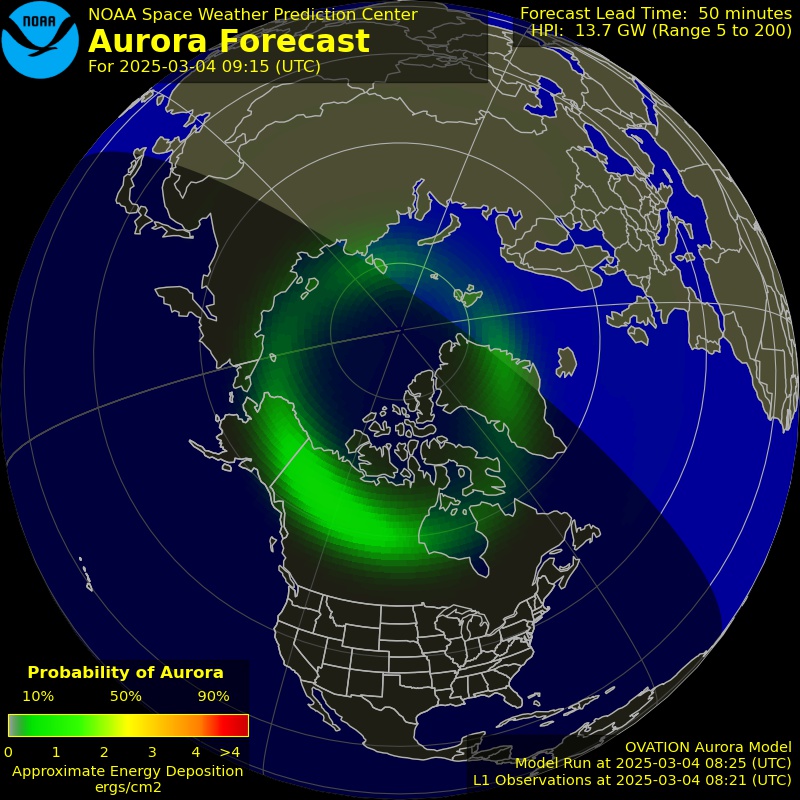 NOAA
NOAA Space Weather Prediction Center
Aurora Forecast
For 2025-03-04 09:15 (UTC)
Forecast Lead Time: 50 minutes
HPI: 13.7 GW (Range 5 to 200)
Probability of Aurora
10% 50% 90%
0 1 2 3 4 >4
Approximate Energy Deposition
ergs/cm2
OVATION Aurora Model
Model Run at 2025-03-04 08:25 (UTC)
L1 Observations at 2025-03-04 08:21 (UTC)